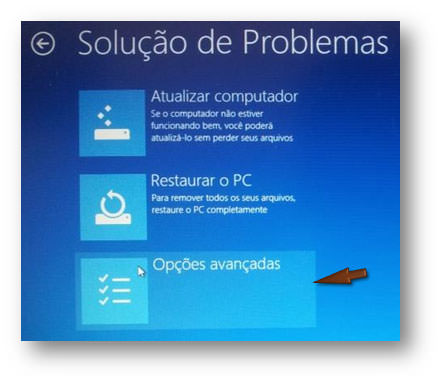 Solução de Problemas
Atualizar computador
Se o computador não estiver
funcionando bem, você poderá
atualizá-lo sem perder seus arquivos
Restaurar o PC
Para remover todos os seus arquivos,
restaure o PC completamente
Opções avançadas